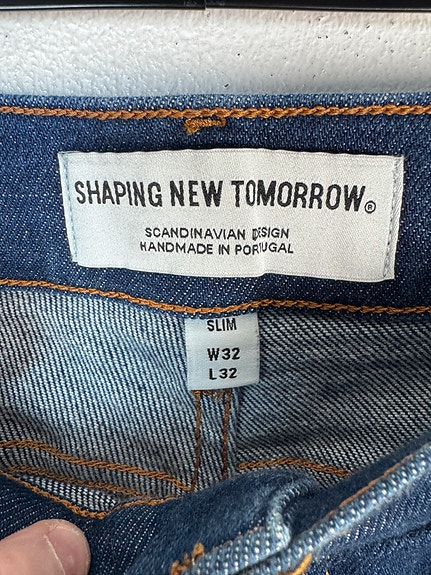 SHAPING NEW TOMORROW®
SCANDINAVIAN DESIGN
HANDMADE IN PORTUGAL
SLIM
W32
L32